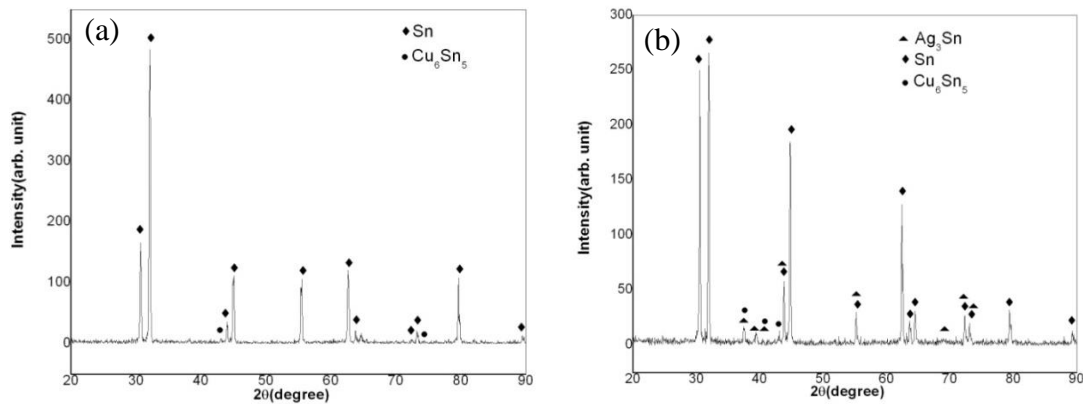 (a)
Sn
Cu6Sn5
500
400
300
200
100
0
Intensity(arb. unit)
20 30 40 50 60 70 80 90
2θ(degree)
(b)
Ag3Sn
Sn
Cu6Sn5
300
250
200
150
100
50
0
Intensity(arb. unit)
20 30 40 50 60 70 80 90
2θ(degree)